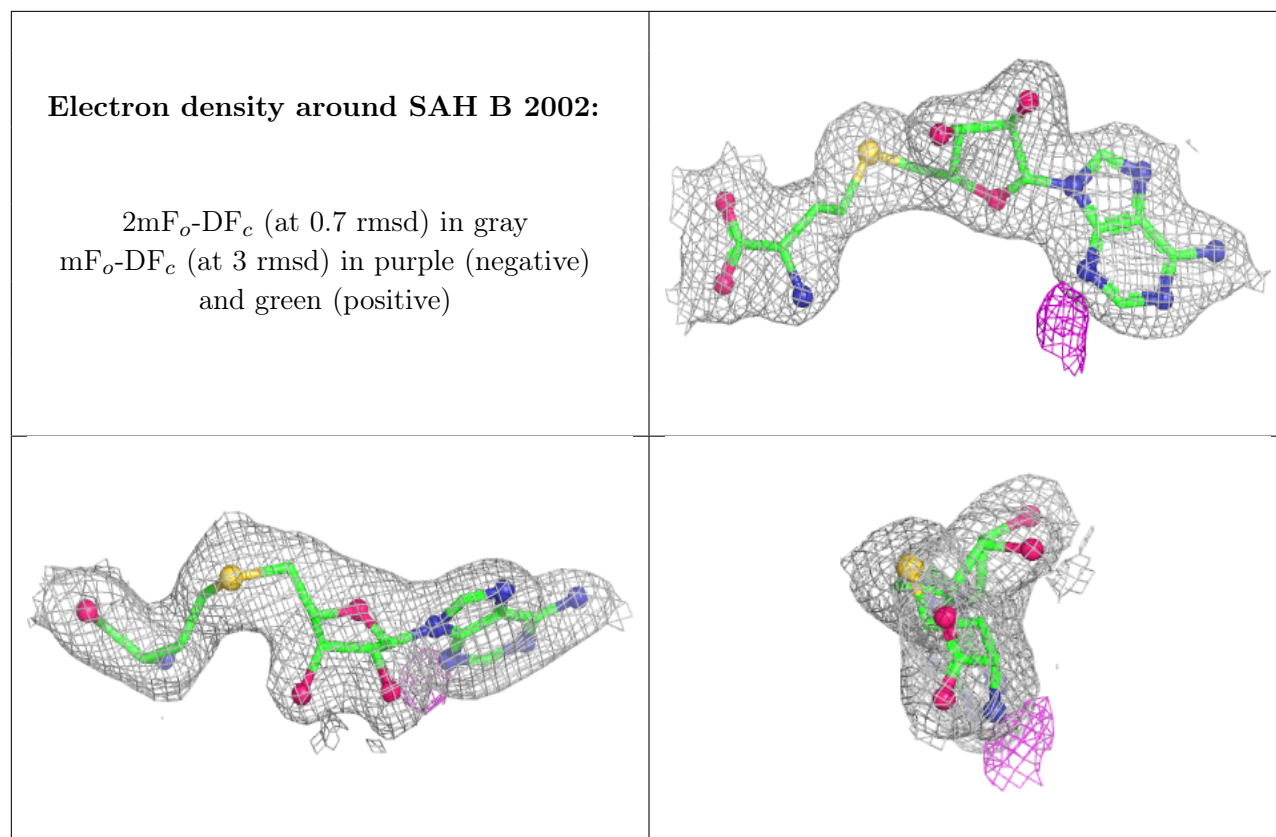 Electron density around SAH B 2002:
2mFo-DFc (at 0.7 rmsd) in gray
mFo-DFc (at 3 rmsd) in purple (negative)
and green (positive)